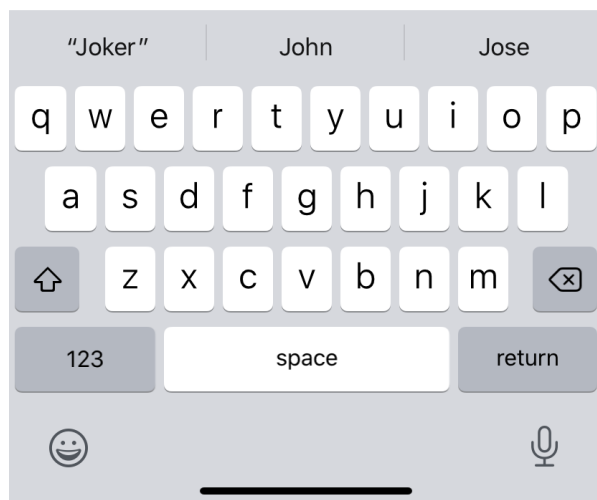 “Joker” John Jose
q w e r t y u i o p
a s d f g h j k l
z x c v b n m
123 space return